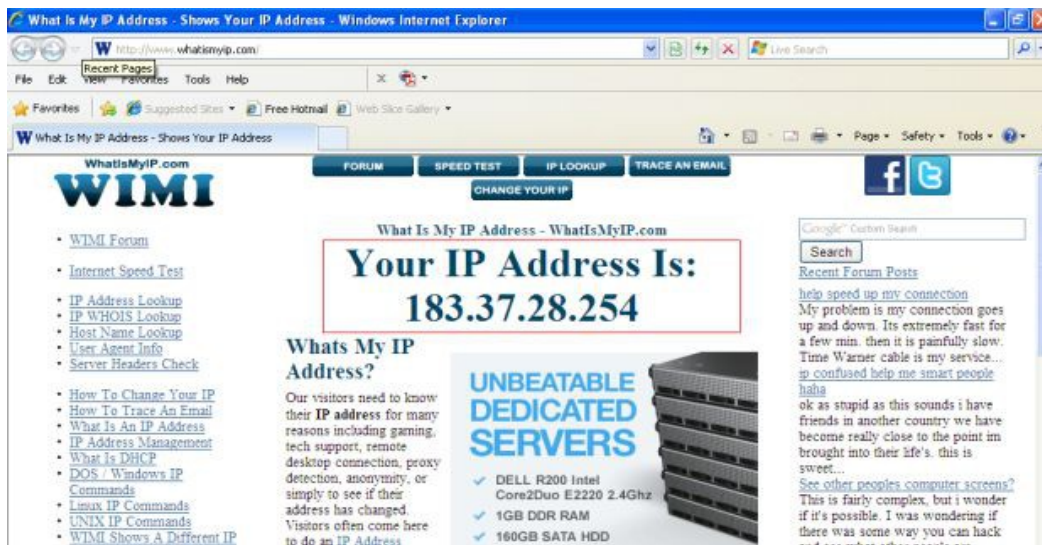 What Is My IP Address - Shows Your IP Address - Windows Internet Explorer
http://www.whatismyip.com/
Live Search
Recent Pages
File Edit View Favorites Tools Help
Favorites Suggested Sites Free Hotmail Web Slice Gallery
What Is My IP Address - Shows Your IP Address
Page Safety Tools
WhatIsMyIP.com
WIMI
FORUM SPEED TEST IP LOOKUP TRACE AN EMAIL
CHANGE YOUR IP
f t
WIMI Forum
Internet Speed Test
IP Address Lookup
IP WHOIS Lookup
Host Name Lookup
User Agent Info
Server Headers Check
How To Change Your IP
How To Trace An Email
What Is An IP Address
IP Address Management
What Is DHCP
DOS / Windows IP
Commands
Linux IP Commands
UNIX IP Commands
WIMI Shows A Different IP
What Is My IP Address - WhatIsMyIP.com
Your IP Address Is:
183.37.28.254
Whats My IP
Address?
Our visitors need to know
their IP address for many
reasons including gaming,
tech support, remote
desktop connection, proxy
detection, anonymity, or
simply to see if their
address has changed.
Visitors often come here
to do an IP Address
UNBEATABLE
DEDICATED
SERVERS
DELL R200 Intel
Core2Duo E2220 2.4Ghz
1GB DDR RAM
160GB SATA HDD
Google™ Custom Search
Search
Recent Forum Posts
help speed up my connection
My problem is my connection goes
up and down. Its extremely fast for
a few min. then it is painfully slow.
Time Warner cable is my service...
ip confused help me smart people
haha
ok as stupid as this sounds i have
friends in another country we have
become really close to the point im
brought into their life's. this is
sweet...
See other peoples computer screens?
This is fairly complex, but i wonder
if it's possible. I was wondering if
there was some way you can hack
and see what other people are